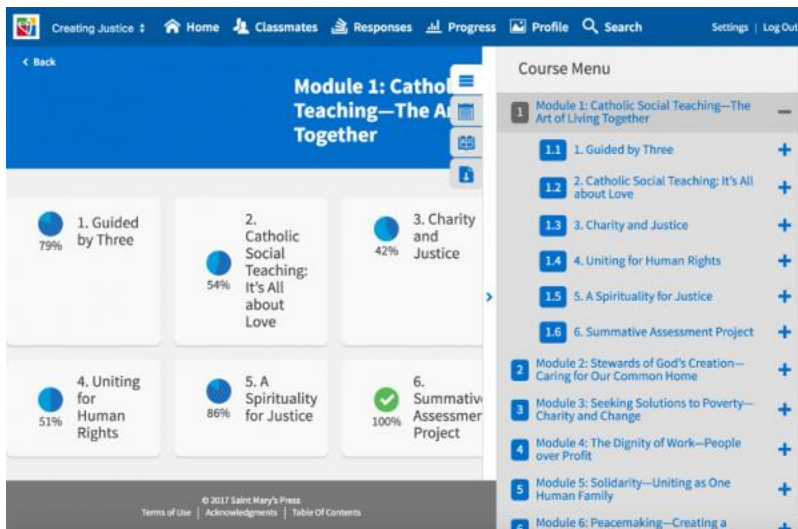 Creating Justice
Home
Classmates
Responses
Progress
Profile
Search
Settings | Log Out
< Back
Module 1: Cathol
Teaching—The A
Together
79%
1. Guided
by Three
54%
2.
Catholic
Social
Teaching:
It's All
about
Love
42%
3. Charity
and
Justice
51%
4. Uniting
for
Human
Rights
86%
5. A
Spirituality
for Justice
100%
6.
Summative
Assessmen
Project
© 2017 Saint Mary's Press
Terms of Use | Acknowledgments | Table Of Contents
Course Menu
1 Module 1: Catholic Social Teaching—The
Art of Living Together
1.1 1. Guided by Three
1.2 2. Catholic Social Teaching: It's All
about Love
1.3 3. Charity and Justice
1.4 4. Uniting for Human Rights
1.5 5. A Spirituality for Justice
1.6 6. Summative Assessment Project
2 Module 2: Stewards of God's Creation—
Caring for Our Common Home
3 Module 3: Seeking Solutions to Poverty—
Charity and Change
4 Module 4: The Dignity of Work—People
over Profit
5 Module 5: Solidarity—Uniting as One
Human Family
6 Module 6: Peacemaking—Creating a